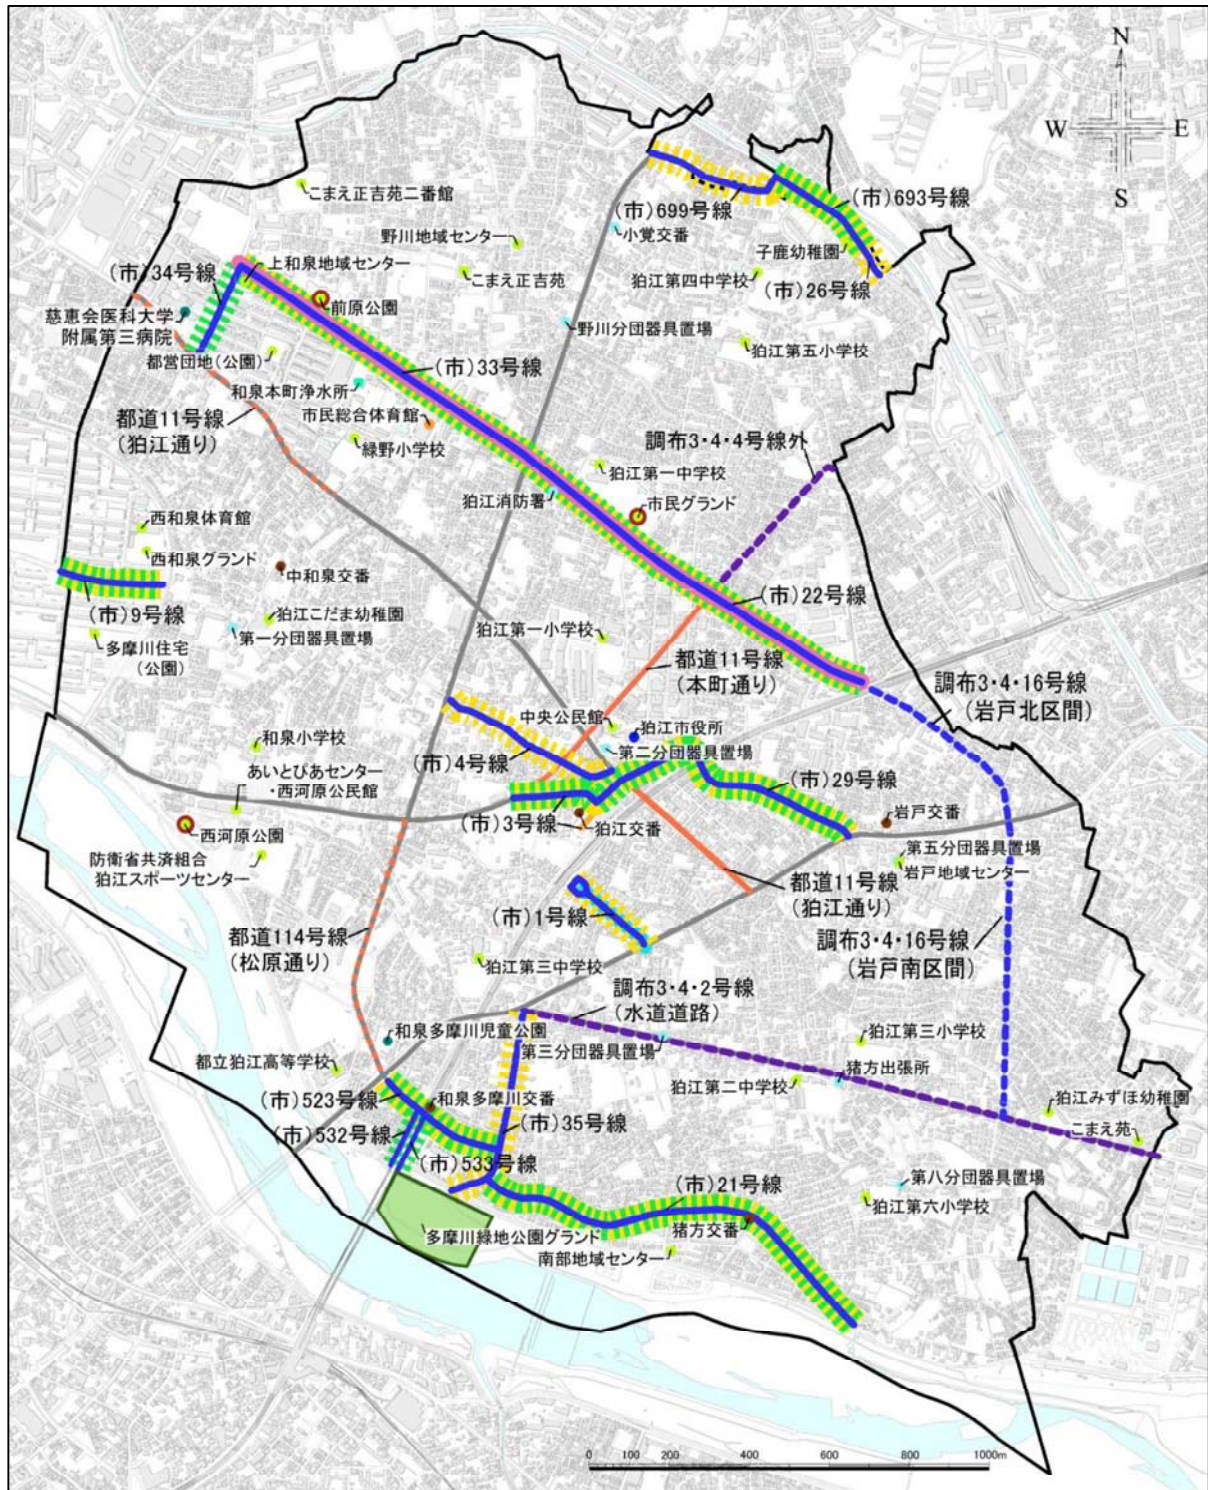 N
W
E
S
こまえ正吉苑二番館
(市)699号線
(市)693号線
小覚交番
野川地域センター
子鹿幼稚園
(市)34号線
上和泉地域センター
こまえ正吉苑
狛江第四中学校
(市)26号線
前原公園
慈恵会医科大学
附属第三病院
野川分団器具置場
狛江第五小学校
都営団地(公園)
(市)33号線
和泉本町浄水所
都道11号線
(狛江通り)
市民総合体育館
緑野小学校
調布3・4・4号線外
狛江第一中学校
狛江消防署
市民グランド
西和泉体育館
西和泉グランド
中和泉交番
(市)9号線
(市)22号線
狛江こだま幼稚園
第一分団器具置場
狛江第一小学校
多摩川住宅
(公園)
都道11号線
(本町通り)
調布3・4・16号線
(岩戸北区間)
中央公民館
狛江市役所
和泉小学校
第二分団器具置場
(市)4号線
あいとぴあセンター
・西河原公民館
(市)29号線
(市)3号線
狛江交番
岩戸交番
西河原公園
第五分団器具置場
岩戸地域センター
防衛省共済組合
狛江スポーツセンター
都道11号線
(狛江通り)
(市)1号線
都道114号線
(松原通り)
調布3・4・16号線
(岩戸南区間)
狛江第三中学校
調布3・4・2号線
(水道道路)
和泉多摩川児童公園
狛江第三小学校
第三分団器具置場
都立狛江高等学校
猪方出張所
狛江第二中学校
(市)523号線
和泉多摩川交番
狛江みずほ幼稚園
(市)532号線
(市)35号線
こまえ苑
(市)533号線
(市)21号線
第八分団器具置場
狛江第六小学校
多摩川緑地公園グランド
猪方交番
南部地域センター
0 100 200 400 600 800 1000m